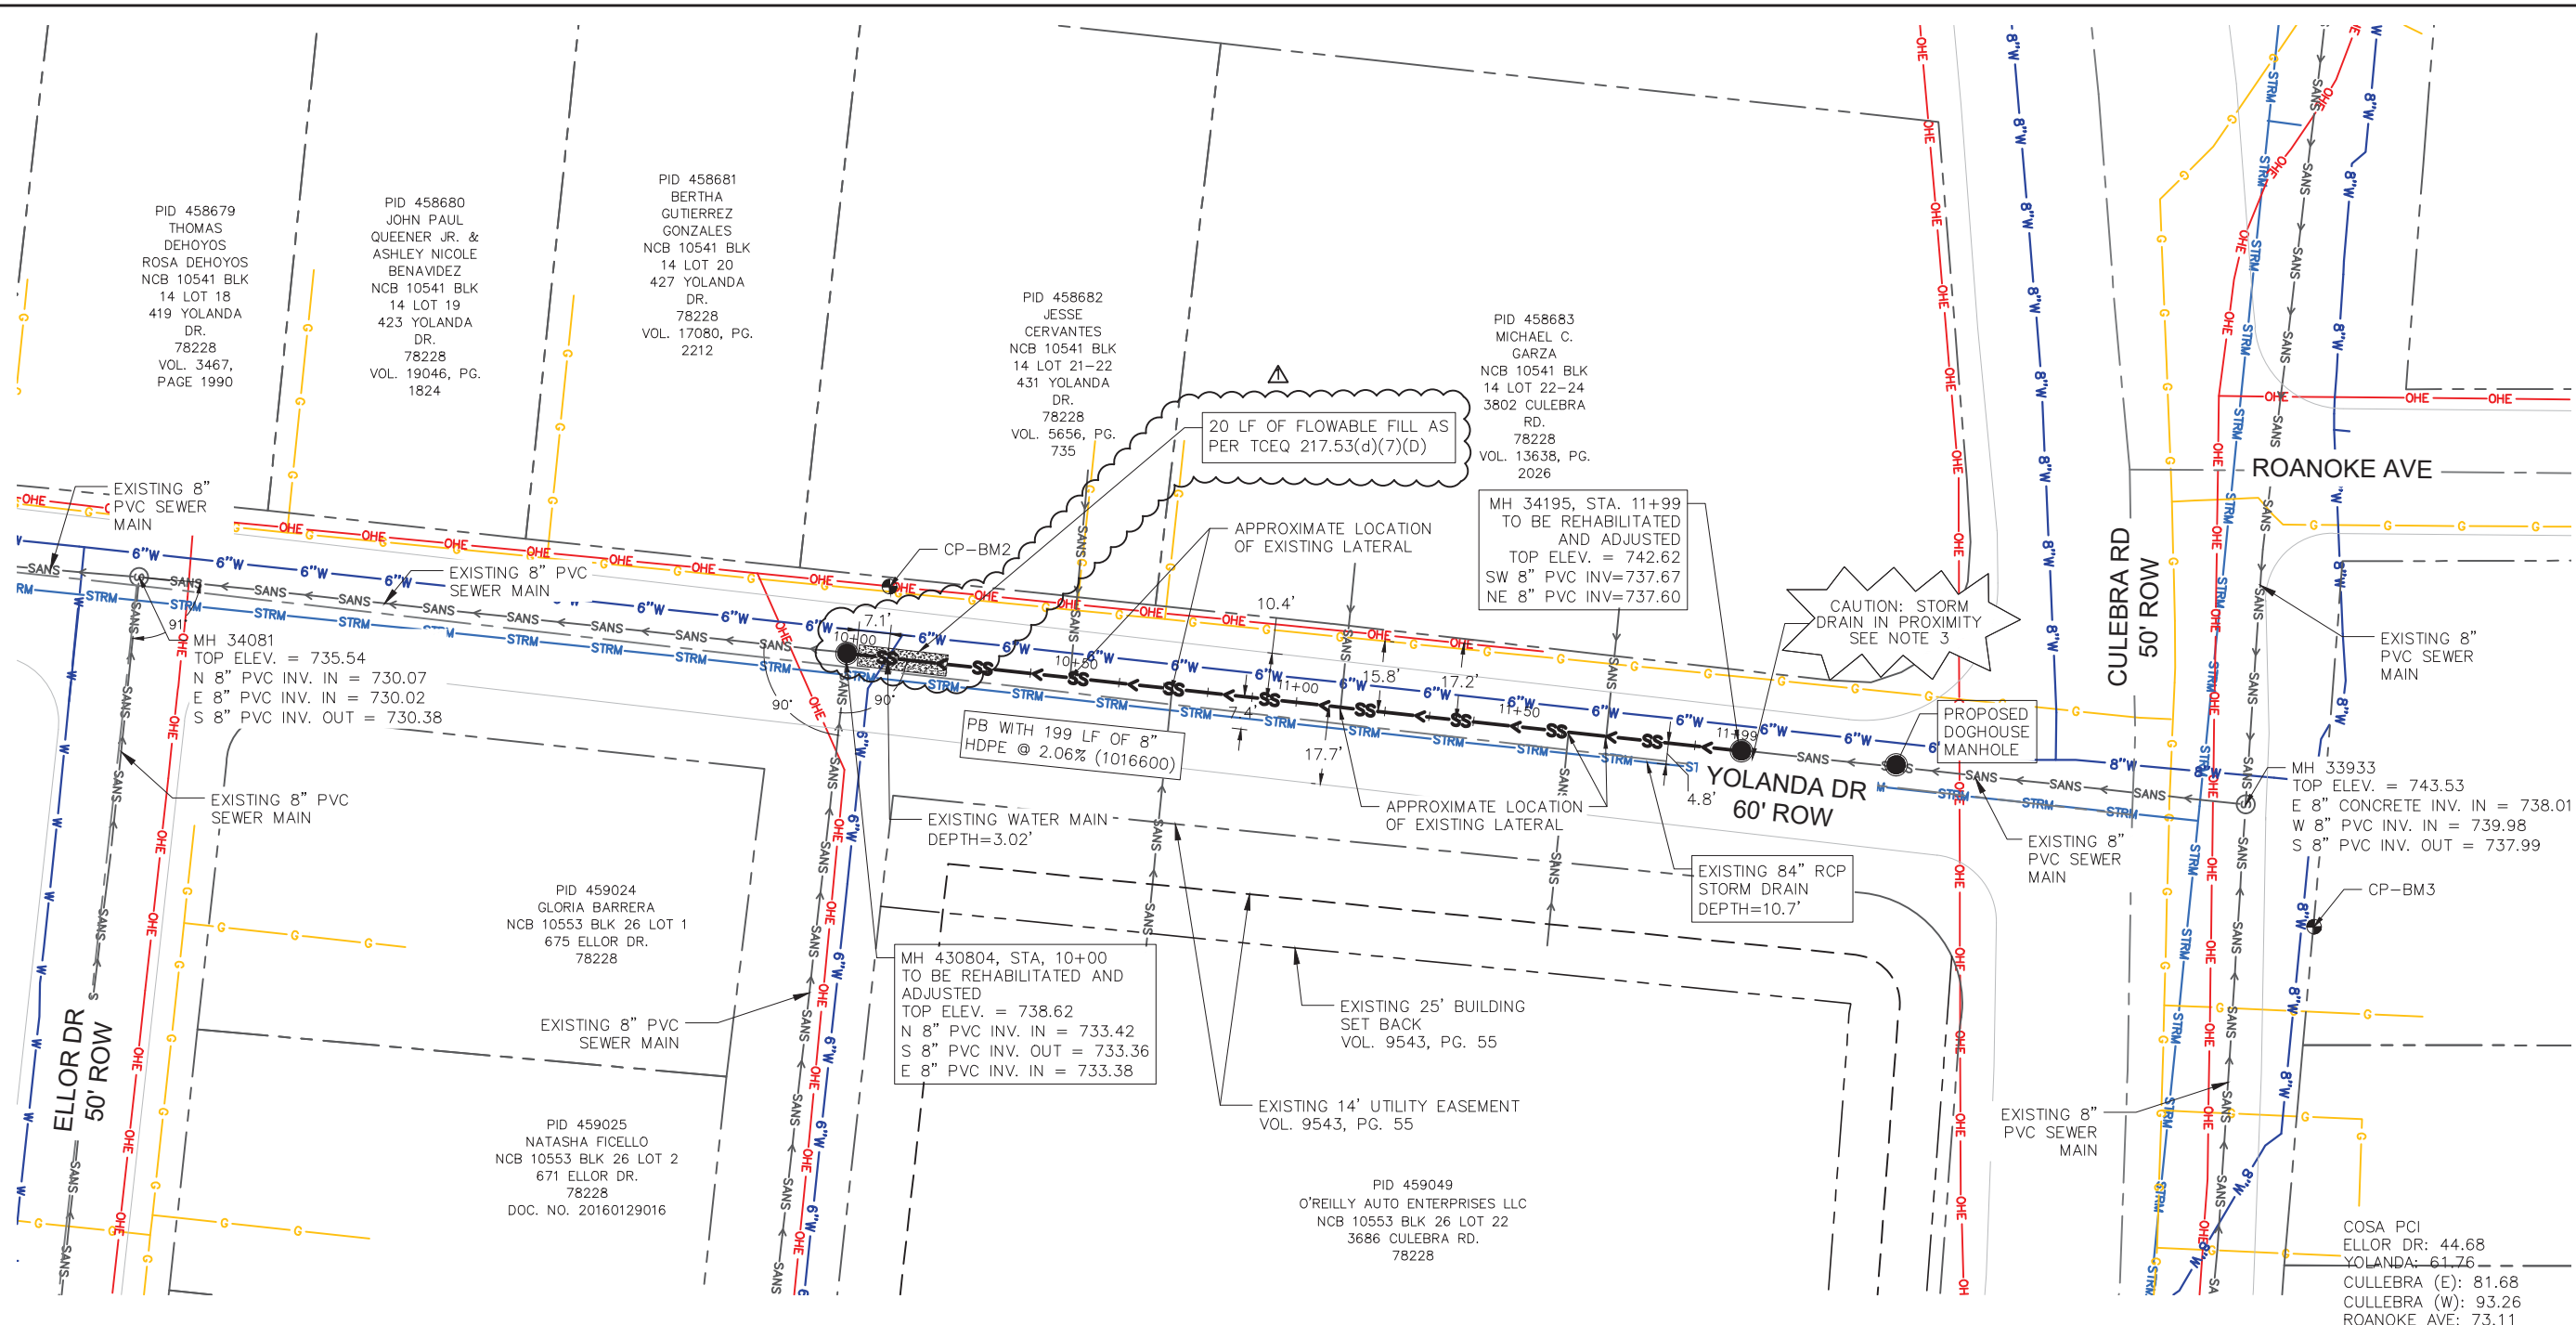 PID 458679
THOMAS
DEHOYOS
ROSA DEHOYOS
NCB 10541 BLK
14 LOT 18
419 YOLANDA
DR.
78228
VOL. 3467,
PAGE 1990
PID 458680
JOHN PAUL
QUEENER JR. &
ASHLEY NICOLE
BENAVIDEZ
NCB 10541 BLK
14 LOT 19
423 YOLANDA
DR.
78228
VOL. 19046, PG.
1824
PID 458681
BERTHA
GUTIERREZ
GONZALES
NCB 10541 BLK
14 LOT 20
427 YOLANDA
DR.
78228
VOL. 17080, PG.
2212
PID 458682
JESSE
CERVANTES
NCB 10541 BLK
14 LOT 21-22
431 YOLANDA
DR.
78228
VOL. 5656, PG.
735
PID 458683
MICHAEL C.
GARZA
NCB 10541 BLK
14 LOT 22-24
3802 CULEBRA
RD.
78228
VOL. 13638, PG.
2026
1
20 LF OF FLOWABLE FILL AS
PER TCEQ 217.53(d)(7)(D)
EXISTING 8"
PVC SEWER
MAIN
EXISTING 8" PVC
SEWER MAIN
CP-BM2
APPROXIMATE LOCATION
OF EXISTING LATERAL
MH 34195, STA. 11+99
TO BE REHABILITATED
AND ADJUSTED
TOP ELEV. = 742.62
SW 8" PVC INV=737.67
NE 8" PVC INV=737.60
CAUTION: STORM
DRAIN IN PROXIMITY
SEE NOTE 3
CULEBRA RD
50' ROW
ROANOKE AVE
EXISTING 8"
PVC SEWER
MAIN
91°
MH 34081
TOP ELEV. = 735.54
N 8" PVC INV. IN = 730.07
E 8" PVC INV. IN = 730.02
S 8" PVC INV. OUT = 730.38
7.1'
10+00
10+50
11+00
11+50
11+99
10.4'
15.8'
17.2'
7.4'
17.7'
4.8'
90°
90°
PB WITH 199 LF OF 8"
HDPE @ 2.06% (1016600)
PROPOSED
DOGHOUSE
MANHOLE
YOLANDA DR
60' ROW
MH 33933
TOP ELEV. = 743.53
E 8" CONCRETE INV. IN = 738.01
W 8" PVC INV. IN = 739.98
S 8" PVC INV. OUT = 737.99
EXISTING 8" PVC
SEWER MAIN
EXISTING WATER MAIN
DEPTH=3.02'
APPROXIMATE LOCATION
OF EXISTING LATERAL
EXISTING 8"
PVC SEWER
MAIN
EXISTING 84" RCP
STORM DRAIN
DEPTH=10.7'
CP-BM3
PID 459024
GLORIA BARRERA
NCB 10553 BLK 26 LOT 1
675 ELLOR DR.
78228
MH 430804, STA, 10+00
TO BE REHABILITATED AND
ADJUSTED
TOP ELEV. = 738.62
N 8" PVC INV. IN = 733.42
S 8" PVC INV. OUT = 733.36
E 8" PVC INV. IN = 733.38
EXISTING 8" PVC
SEWER MAIN
EXISTING 25' BUILDING
SET BACK
VOL. 9543, PG. 55
ELLOR DR
50' ROW
EXISTING 14' UTILITY EASEMENT
VOL. 9543, PG. 55
EXISTING 8"
PVC SEWER
MAIN
PID 459025
NATASHA FICELLO
NCB 10553 BLK 26 LOT 2
671 ELLOR DR.
78228
DOC. NO. 20160129016
PID 459049
O'REILLY AUTO ENTERPRISES LLC
NCB 10553 BLK 26 LOT 22
3686 CULEBRA RD.
78228
COSA PCI
ELLOR DR: 44.68
YOLANDA: 61.76
CULLEBRA (E): 81.68
CULLEBRA (W): 93.26
ROANOKE AVE: 73.11